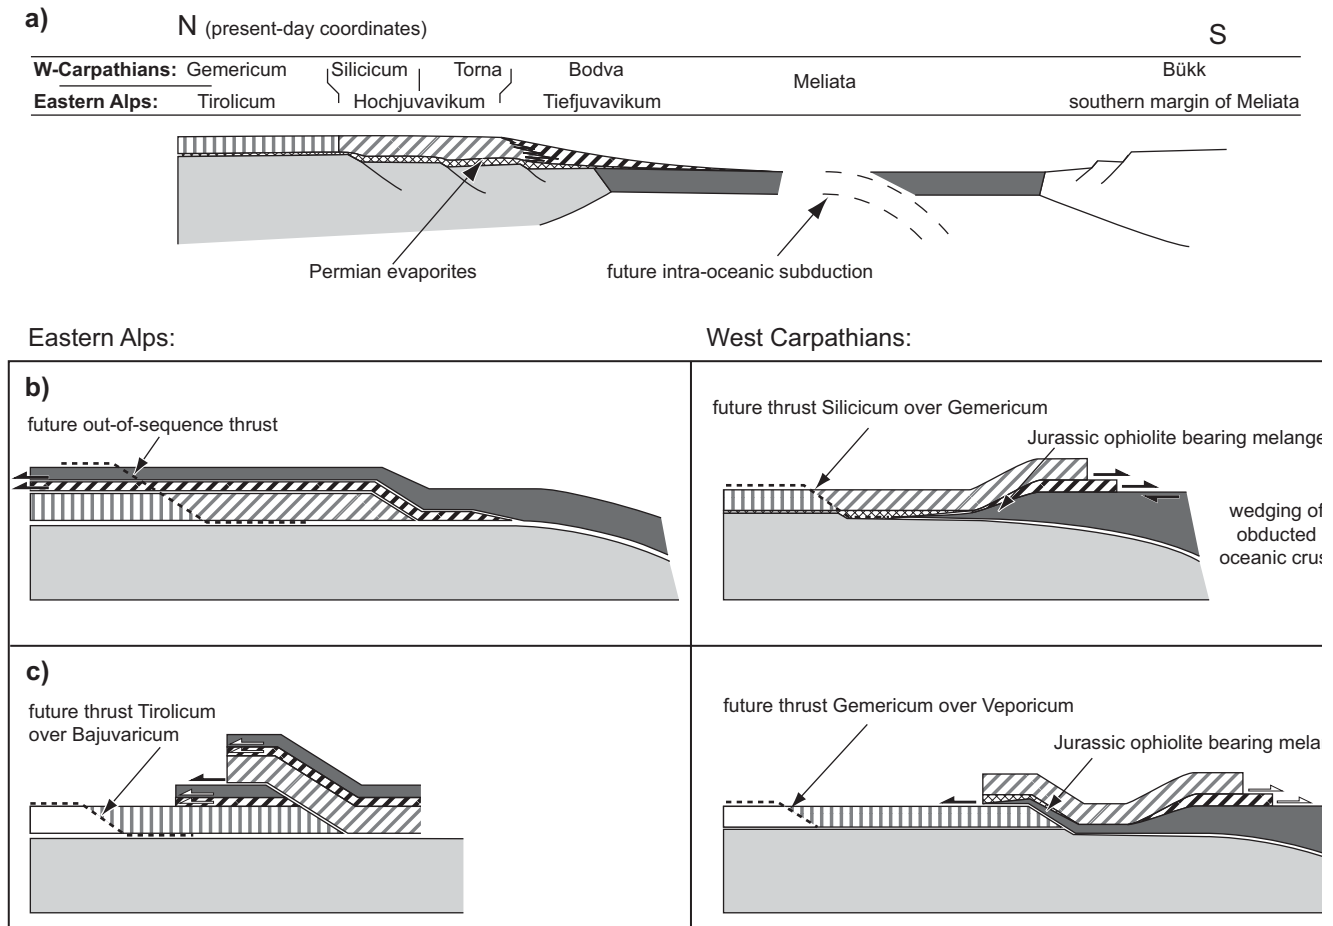 a)
N (present-day coordinates)
S
W-Carpathians: Gemericum Silicicum Torna Bodva Meliata Bükk
Eastern Alps: Tirolicum Hochjuvavikum Tiefjuvavikum southern margin of Meliata
Permian evaporites
future intra-oceanic subduction
Eastern Alps:
West Carpathians:
b)
future out-of-sequence thrust
future thrust Silicicum over Gemericum
Jurassic ophiolite bearing melange
wedging of
obducted
oceanic crus
c)
future thrust Tirolicum
over Bajuvaricum
future thrust Gemericum over Veporicum
Jurassic ophiolite bearing mela